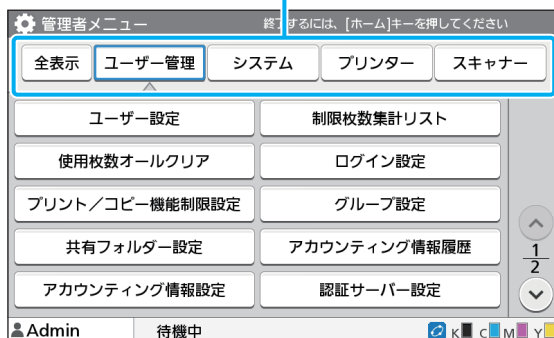 管理者メニュー 終了するには、[ホーム]キーを押してください
全表示 ユーザー管理 システム プリンター スキャナー
ユーザー設定 制限枚数集計リスト
使用枚数オールクリア ログイン設定
プリント／コピー機能制限設定 グループ設定
共有フォルダー設定 アカウンティング情報履歴
1
2
アカウンティング情報設定 認証サーバー設定
Admin 待機中 K C M Y